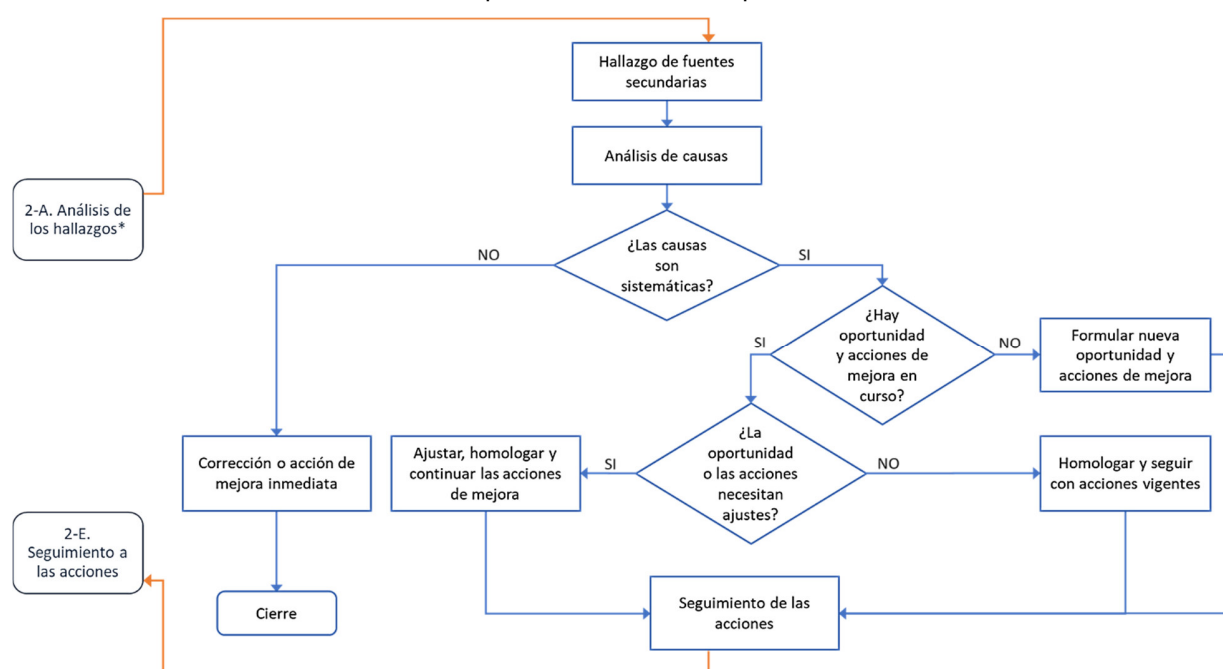 Hallazgo de fuentes
secundarias
Análisis de causas
2-A. Análisis de
los hallazgos*
¿Las causas
son
sistemáticas?
NO
SI
¿Hay
oportunidad
y acciones de
mejora en
curso?
SI
NO
Formular nueva
oportunidad y
acciones de mejora
¿La
oportunidad
o las acciones
necesitan
ajustes?
SI
NO
Corrección o acción de
mejora inmediata
Ajustar, homologar y
continuar las acciones
de mejora
Homologar y seguir
con acciones vigentes
2-E.
Seguimiento a
las acciones
Cierre
Seguimiento de las
acciones